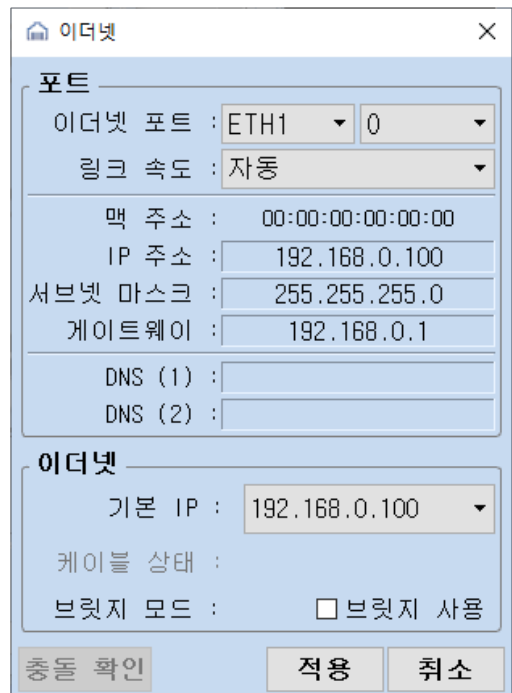 이더넷
포트
이더넷 포트 : ETH1 0
링크 속도 : 자동
맥 주소 : 00:00:00:00:00:00
IP 주소 : 192.168.0.100
서브넷 마스크 : 255.255.255.0
게이트웨이 : 192.168.0.1
DNS (1) :
DNS (2) :
이더넷
기본 IP : 192.168.0.100
케이블 상태 :
브릿지 모드 : 브릿지 사용
충돌 확인 적용 취소